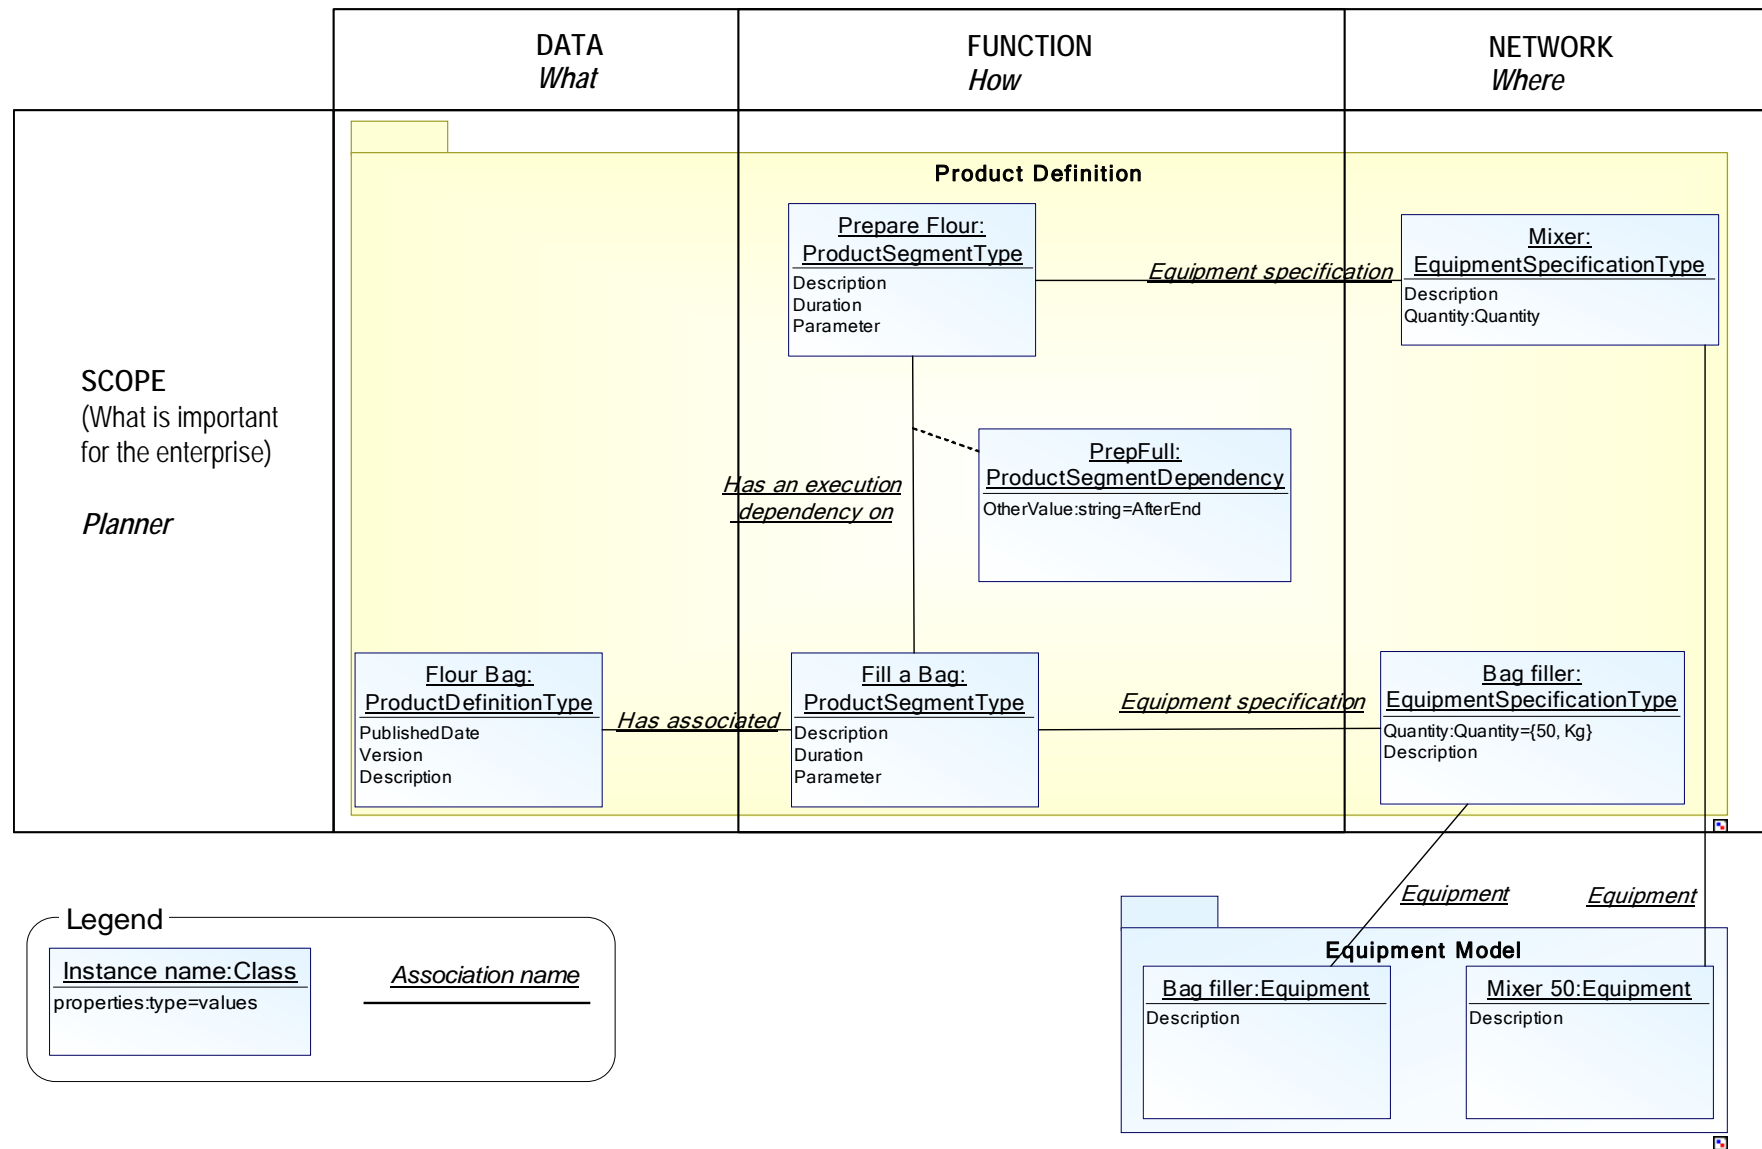 DATA
What
FUNCTION
How
NETWORK
Where
SCOPE
(What is important
for the enterprise)
Planner
Product Definition
Prepare Flour:
ProductSegmentType
Description
Duration
Parameter
Equipment specification
Mixer:
EquipmentSpecificationType
Description
Quantity:Quantity
Has an execution
dependency on
PrepFull:
ProductSegmentDependency
OtherValue:string=AfterEnd
Flour Bag:
ProductDefinitionType
PublishedDate
Version
Description
Has associated
Fill a Bag:
ProductSegmentType
Description
Duration
Parameter
Equipment specification
Bag filler:
EquipmentSpecificationType
Quantity:Quantity={50, Kg}
Description
Equipment
Equipment
Legend
Instance name:Class
properties:type=values
Association name
Equipment Model
Bag filler:Equipment
Description
Mixer 50:Equipment
Description